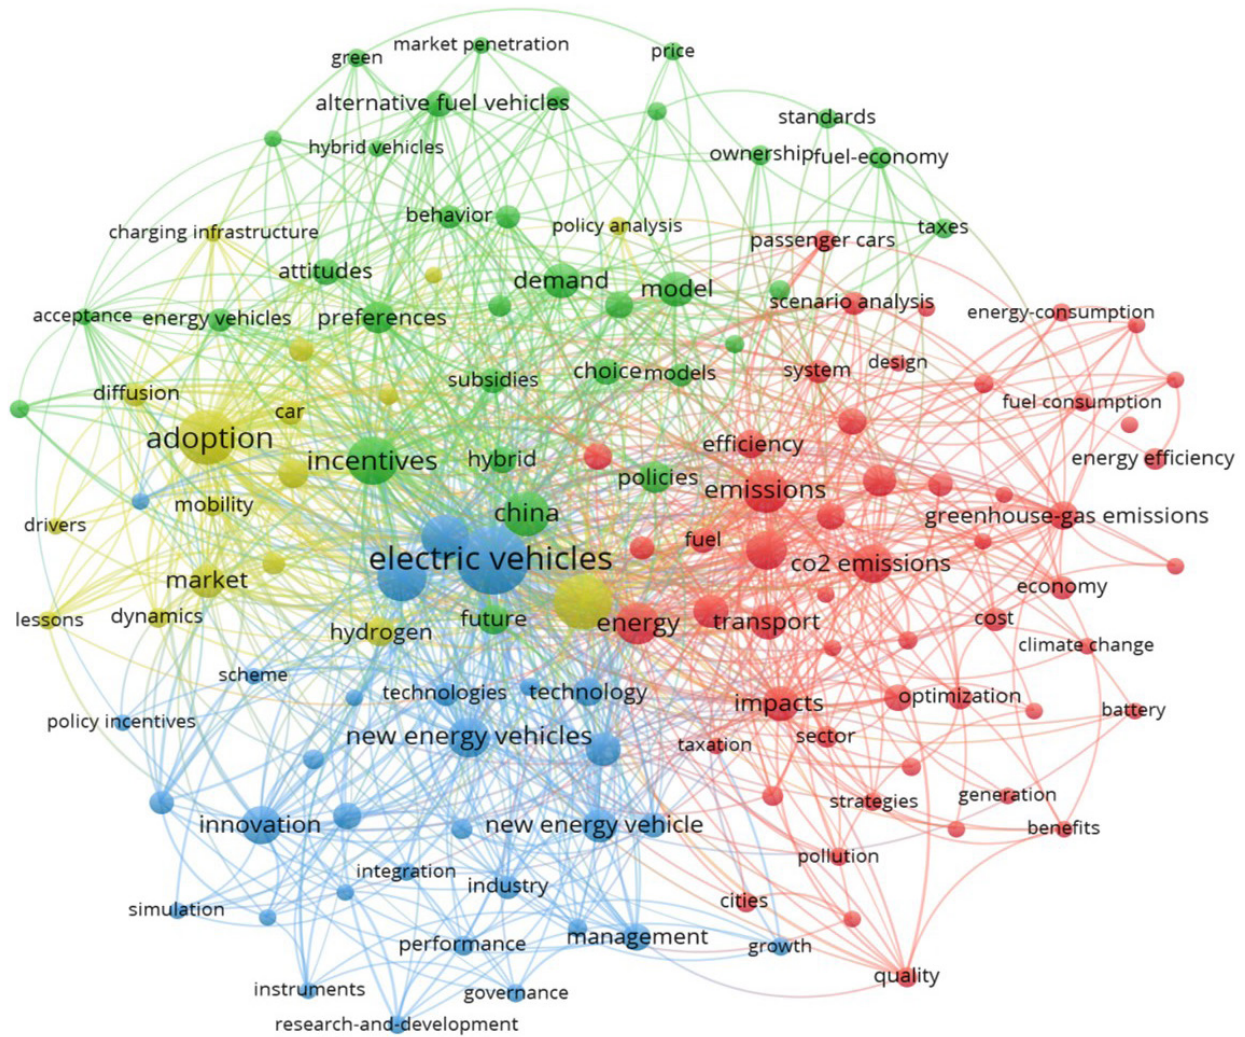 market penetration
price
green
alternative fuel vehicles
standards
hybrid vehicles
ownership
fuel-economy
behavior
policy analysis
taxes
charging infrastructure
passenger cars
attitudes
demand
model
scenario analysis
energy-consumption
acceptance
energy vehicles
preferences
design
system
subsidies
choice
models
diffusion
fuel consumption
car
adoption
efficiency
incentives
hybrid
energy efficiency
policies
emissions
mobility
china
greenhouse-gas emissions
drivers
fuel
electric vehicles
co2 emissions
market
economy
lessons
dynamics
future
energy
transport
cost
hydrogen
climate change
scheme
technologies
technology
optimization
impacts
battery
policy incentives
new energy vehicles
sector
taxation
generation
strategies
innovation
new energy vehicle
benefits
pollution
integration
industry
cities
simulation
management
performance
growth
quality
instruments
governance
research-and-development